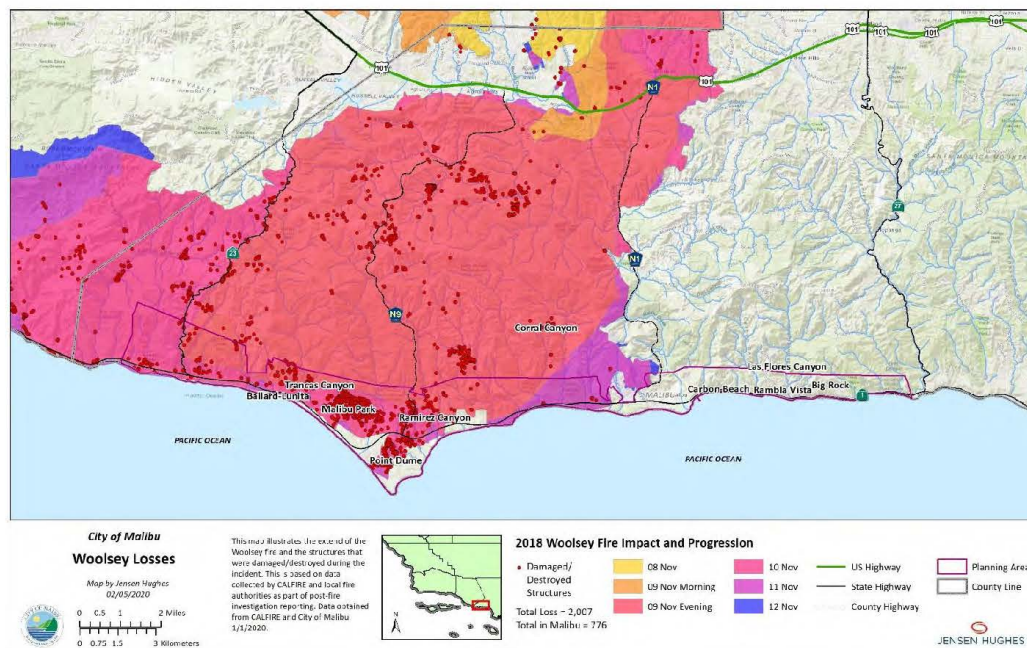 101
101
101
101
101
101
HIDDEN VALLEY
N1
27
23
N1
N9
Corral Canyon
Las Flores Canyon
Trancas Canyon
Carbon Beach
Rambla Vista
Big Rock
Ballard-Lunita
1
Malibu Park
Ramirez Canyon
PACIFIC OCEAN
Point Dume
PACIFIC OCEAN
City of Malibu
Woolsey Losses
Map by Jensen Hughes
02/05/2020
0 0.5 1 2 Miles
0 0.75 1.5 3 Kilometers
This map illustrates the extend of the
Woolsey fire and the structures that
were damaged/destroyed during the
incident. This is based on data
collected by CALFIRE and local fire
authorities as part of post-fire
investigation reporting. Data obtained
from CALFIRE and City of Malibu
1/1/2020.
N
2018 Woolsey Fire Impact and Progression
Damaged/
Destroyed
Structures
Total Loss = 2,007
Total in Malibu = 776
08 Nov
09 Nov Morning
09 Nov Evening
10 Nov
11 Nov
12 Nov
US Highway
State Highway
County Highway
Planning Area
County Line
JENSEN HUGHES